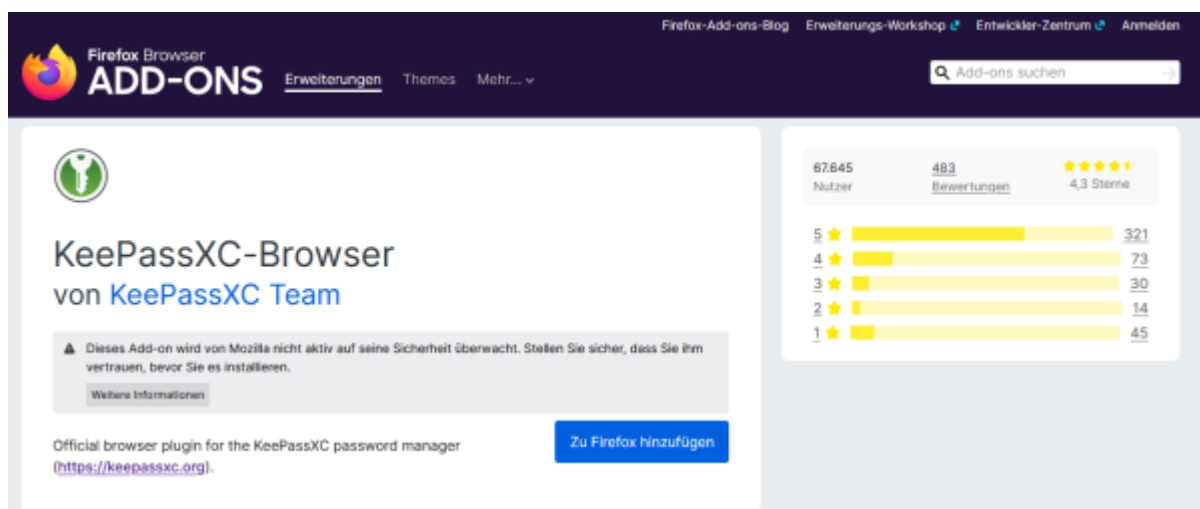 Firefox-Add-ons-Blog Erweiterungs-Workshop Entwickler-Zentrum Anmelden
Firefox Browser
ADD-ONS
Erweiterungen Themes Mehr...
Add-ons suchen
KeePassXC-Browser
von KeePassXC Team
Dieses Add-on wird von Mozilla nicht aktiv auf seine Sicherheit überwacht. Stellen Sie sicher, dass Sie ihm
vertrauen, bevor Sie es installieren.
Weitere Informationen
Official browser plugin for the KeePassXC password manager
(https://keepassxc.org).
Zu Firefox hinzufügen
67.645 483
Nutzer Bewertungen 4,3 Sterne
5 321
4 73
3 30
2 14
1 45